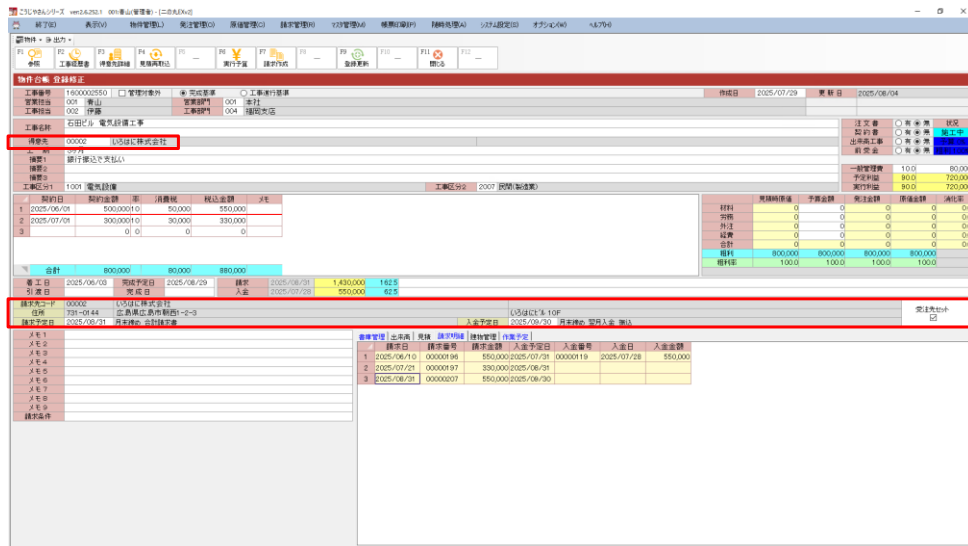 こうじやさんシリーズ ver.2.6.252.1 001:青山(管理者) - [二の丸EXv2]
終了(E) 表示(V) 物件管理(L) 発注管理(O) 原価管理(G) 請求管理(R) マスタ管理(M) 帳票印刷(P) 随時処理(A) システム設定(S) オプション(W) ヘルプ(H)
物件 出力
F1 参照 F2 工事経歴書 F3 得意先詳細 F4 見積再取込 F5 F6 実行予算 F7 請求作成 F8 F9 登録更新 F10 F11 閉じる F12
物件台帳 登録修正
工事番号 1600002550 管理対象外 完成基準 工事進行基準 作成日 2025/07/29 更新日 2025/08/04
営業担当 001 青山 営業部門 001 本社
工事担当 002 伊藤 工事部門 004 福岡支店
工事名称 石田ビル 電気設備工事
注文書 有 無 状況
契約書 有 無 施工中
得意先 00002 いろはに株式会社 出来高工事 有 無
前受金 有 無
摘要1 銀行振込で支払い
摘要2 一般管理費 10.0 80,000
摘要3 予定利益 90.0 720,000
工事区分1 1001 電気設備 工事区分2 2007 民間(製造業) 実行利益 90.0 720,000
契約日 契約金額 率 消費税 税込金額 メモ
1 2025/06/01 500,000 10 50,000 550,000
2 2025/07/01 300,000 10 30,000 330,000
3 0 0 0 0
合計 800,000 80,000 880,000
見積時原価 予算金額 発注金額 原価金額 消化率
材料 0 0 0 0
労務 0 0 0 0
外注 0 0 0 0
経費 0 0 0 0
合計 0 0 0 0
粗利 800,000 800,000 800,000 800,000
粗利率 100.0 100.0 100.0 100.0
着工日 2025/06/03 完成予定日 2025/08/29 請求 2025/08/31 1,430,000 162.5
引渡日 完成日 入金 2025/07/28 550,000 62.5
請求先コード 00002 いろはに株式会社
住所 731-0144 広島県広島市朝西1-2-3 いろはにビル 10F
請求予定日 2025/08/31 月末締め 合計請求書 入金予定日 2025/09/30 月末締め 翌月入金 振込
受注先セット
メモ1
メモ2
メモ3
メモ4
メモ5
メモ6
メモ7
メモ8
メモ9
請求条件
書庫管理 出来高 見積 請求明細 建物管理 作業予定
請求日 請求番号 請求金額 入金予定日 入金番号 入金日 入金金額
1 2025/06/10 00000196 550,000 2025/07/31 00000119 2025/07/28 550,000
2 2025/07/21 00000197 330,000 2025/08/31
3 2025/08/31 00000207 550,000 2025/09/30